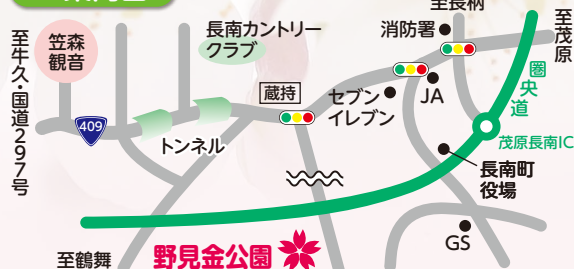 至長柄
消防署
至茂原
長南カントリー
クラブ
笠森
観音
圏央道
JA
蔵持
セブン
イレブン
至牛久・国道297号
409
トンネル
茂原長南IC
長南町
役場
GS
至鶴舞
野見金公園